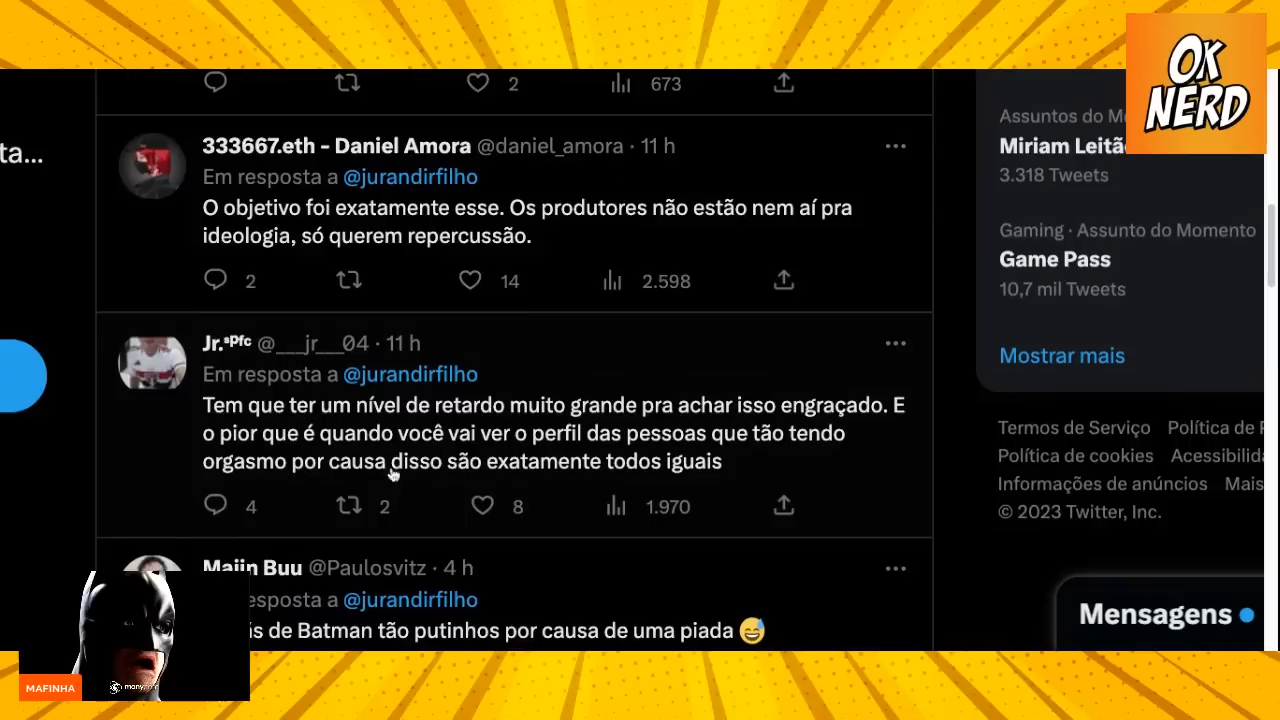 OK
NERD
ta...
2
673
333667.eth - Daniel Amora @daniel_amora · 11 h
Em resposta a @jurandirfilho
O objetivo foi exatamente esse. Os produtores não estão nem aí pra
ideologia, só querem repercussão.
2 14 2.598
Jr.ˢᵖᶠᶜ @___jr___04 · 11 h
Em resposta a @jurandirfilho
Tem que ter um nível de retardo muito grande pra achar isso engraçado. E
o pior que é quando você vai ver o perfil das pessoas que tão tendo
orgasmo por causa disso são exatamente todos iguais
4 2 8 1.970
Majin Buu @Paulosvitz · 4 h
esposta a @jurandirfilho
is de Batman tão putinhos por causa de uma piada 😅
Assuntos do M
Miriam Leitã
3.318 Tweets
Gaming · Assunto do Momento
Game Pass
10,7 mil Tweets
Mostrar mais
Termos de Serviço Política de
Política de cookies Acessibilida
Informações de anúncios Mais
© 2023 Twitter, Inc.
Mensagens
MAFINHA